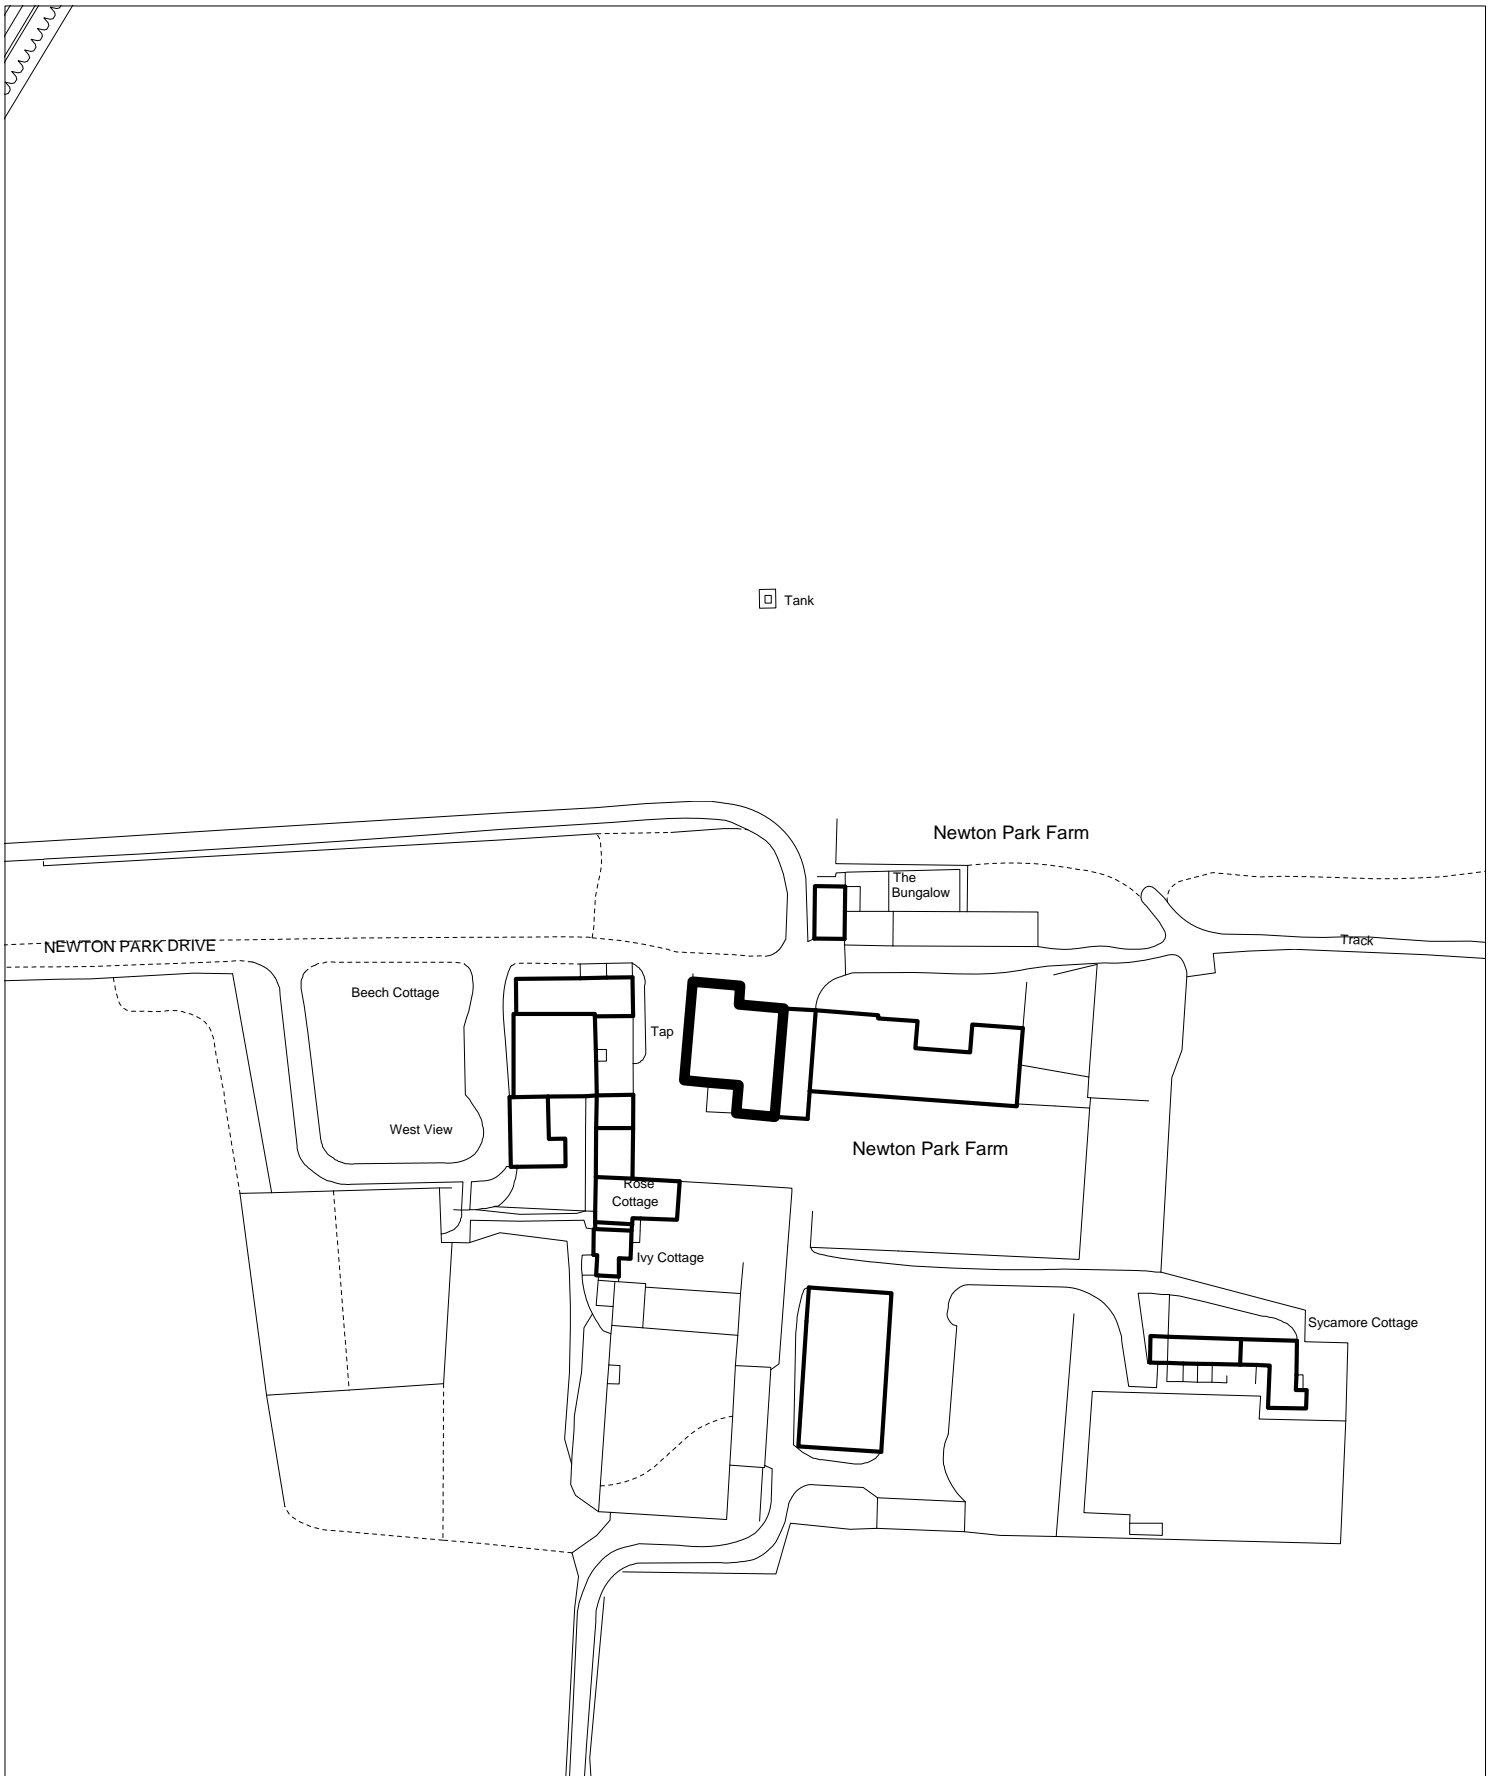 Tank
Newton Park Farm
The
Bungalow
NEWTON PARK DRIVE
Track
Beech Cottage
Tap
West View
Newton Park Farm
Rose
Cottage
Ivy Cottage
Sycamore Cottage